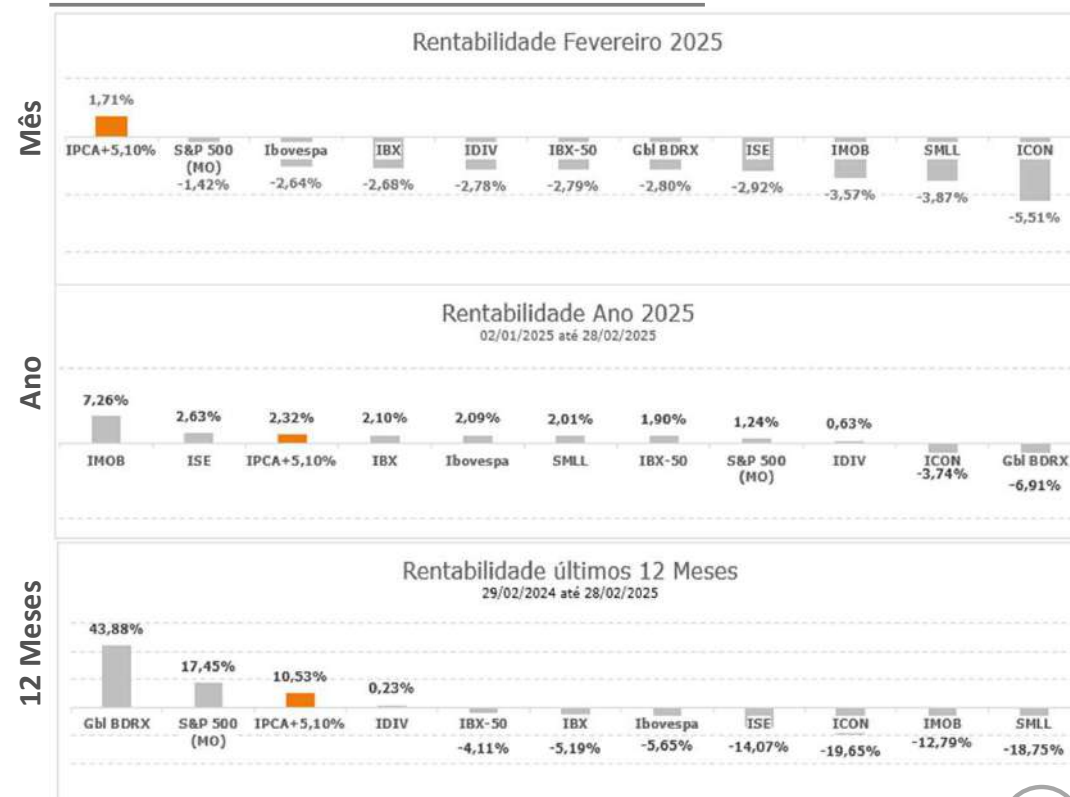 Mês
Rentabilidade Fevereiro 2025
1,71%
IPCA+5,10% S&P 500 (MO) Ibovespa IBX IDIV IBX-50 Gbl BDRX ISE IMOB SMLL ICON
-1,42% -2,64% -2,68% -2,78% -2,79% -2,80% -2,92% -3,57% -3,87% -5,51%
Ano
Rentabilidade Ano 2025
02/01/2025 até 28/02/2025
7,26% 2,63% 2,32% 2,10% 2,09% 2,01% 1,90% 1,24% 0,63%
IMOB ISE IPCA+5,10% IBX Ibovespa SMLL IBX-50 S&P 500 (MO) IDIV ICON Gbl BDRX
-3,74% -6,91%
12 Meses
Rentabilidade últimos 12 Meses
29/02/2024 até 28/02/2025
43,88% 17,45% 10,53% 0,23%
Gbl BDRX S&P 500 (MO) IPCA+5,10% IDIV IBX-50 IBX Ibovespa ISE ICON IMOB SMLL
-4,11% -5,19% -5,65% -14,07% -19,65% -12,79% -18,75%